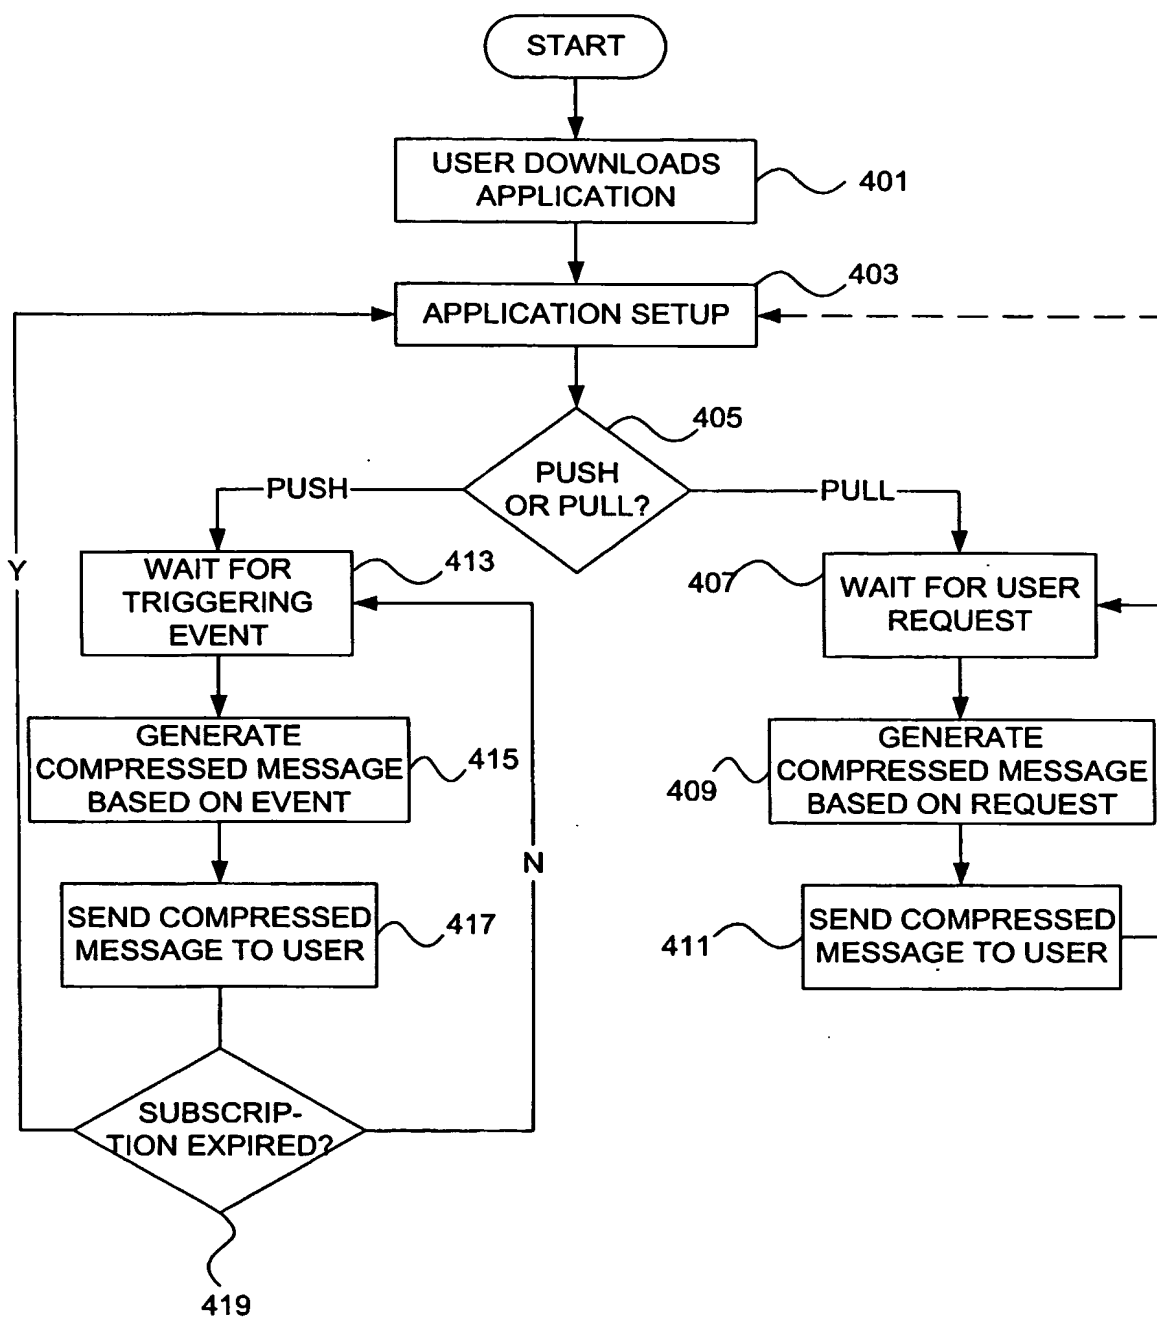 START
USER DOWNLOADS
APPLICATION
401
403
APPLICATION SETUP
405
PUSH
OR PULL?
PUSH
PULL
Y
WAIT FOR
TRIGGERING
EVENT
413
407
WAIT FOR USER
REQUEST
GENERATE
COMPRESSED MESSAGE
BASED ON EVENT
415
409
GENERATE
COMPRESSED MESSAGE
BASED ON REQUEST
N
SEND COMPRESSED
MESSAGE TO USER
417
411
SEND COMPRESSED
MESSAGE TO USER
SUBSCRIP-
TION EXPIRED?
419